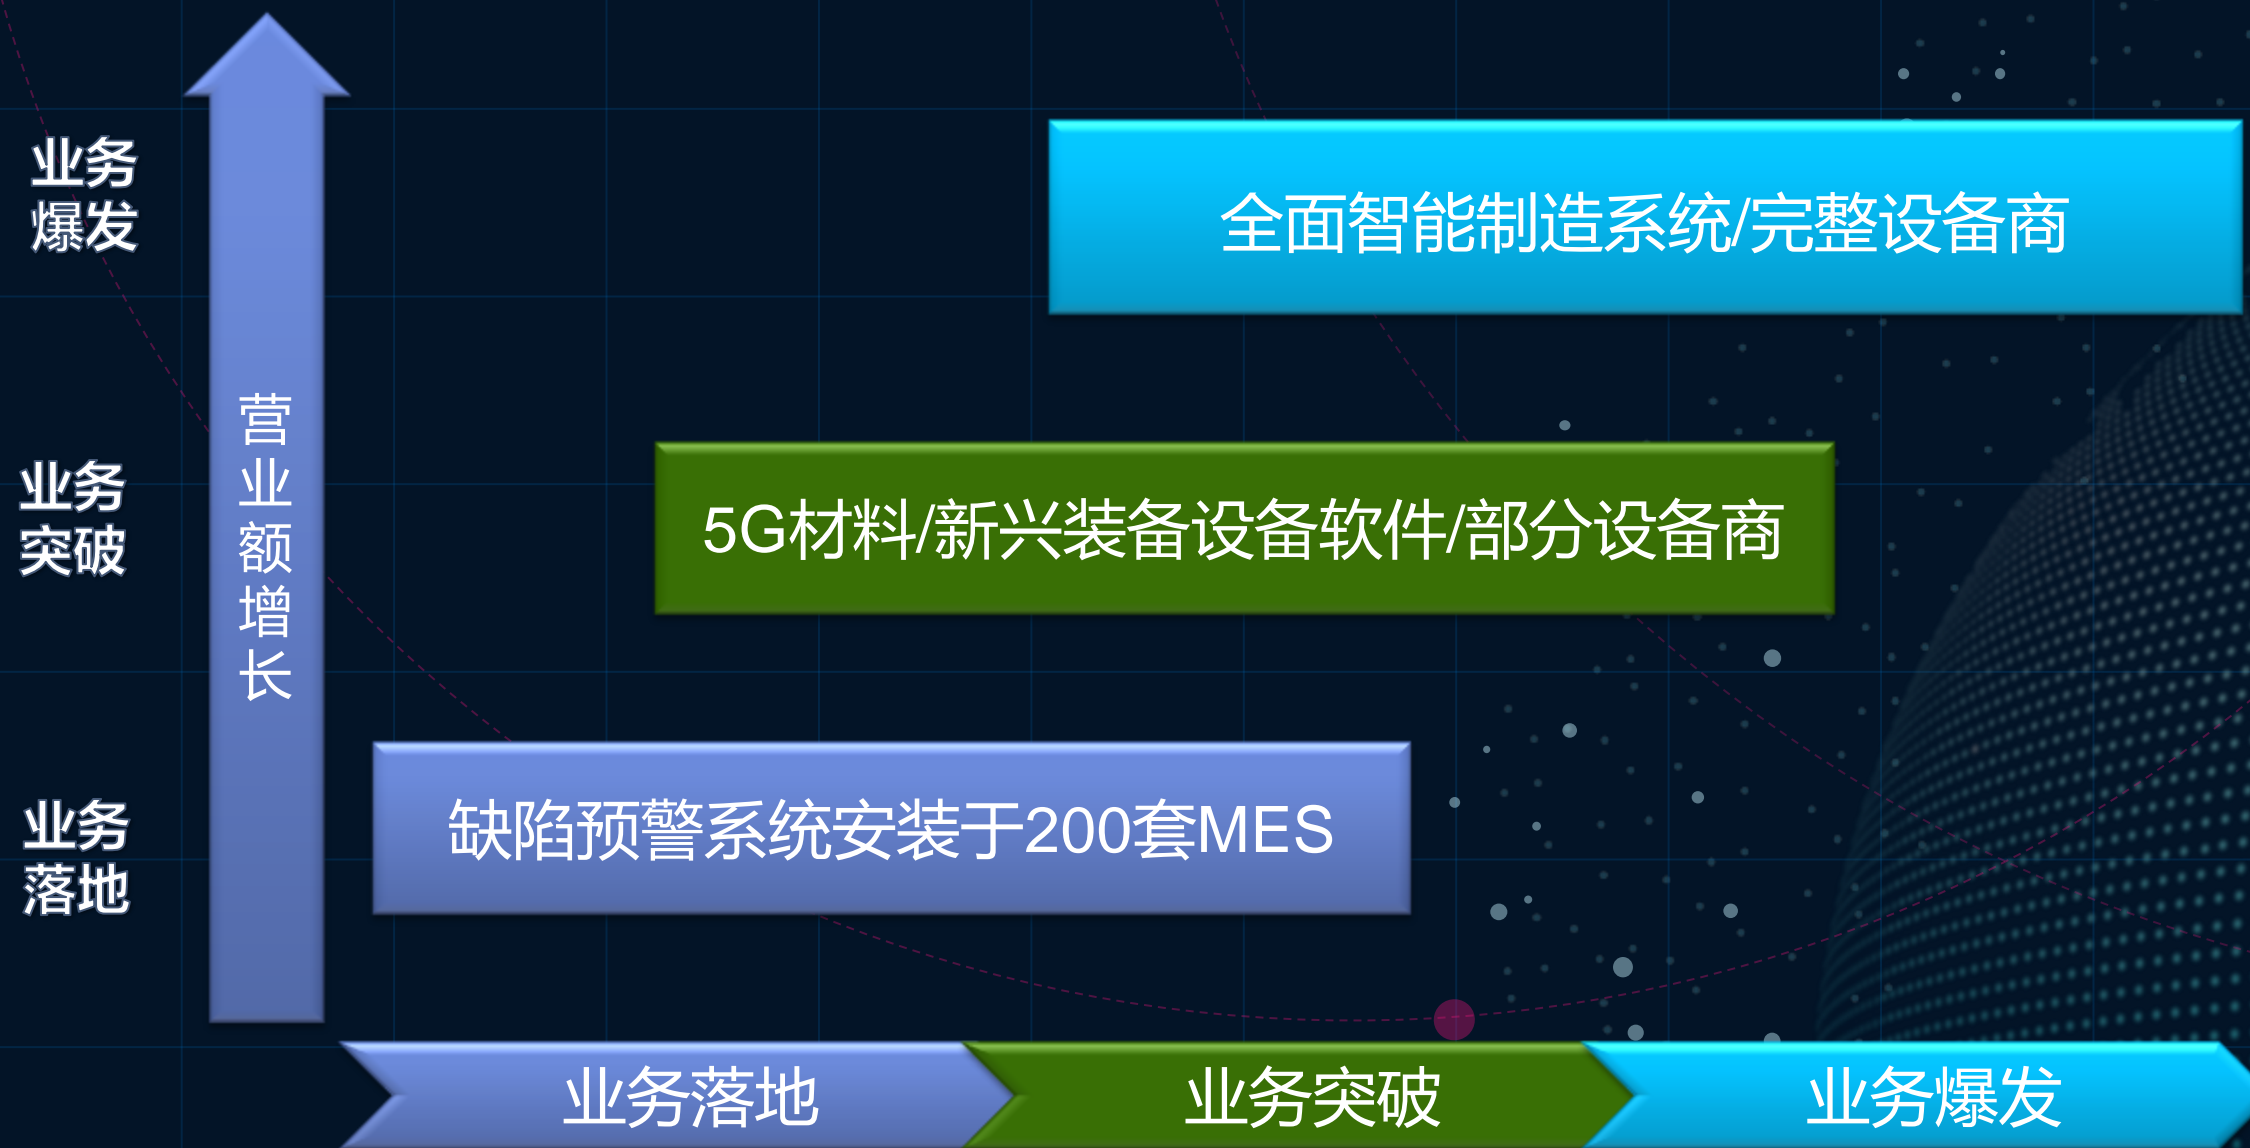 业务
爆发
全面智能制造系统/完整设备商
营业额增长
业务
突破
5G材料/新兴装备设备软件/部分设备商
业务
落地
缺陷预警系统安装于200套MES
业务落地
业务突破
业务爆发